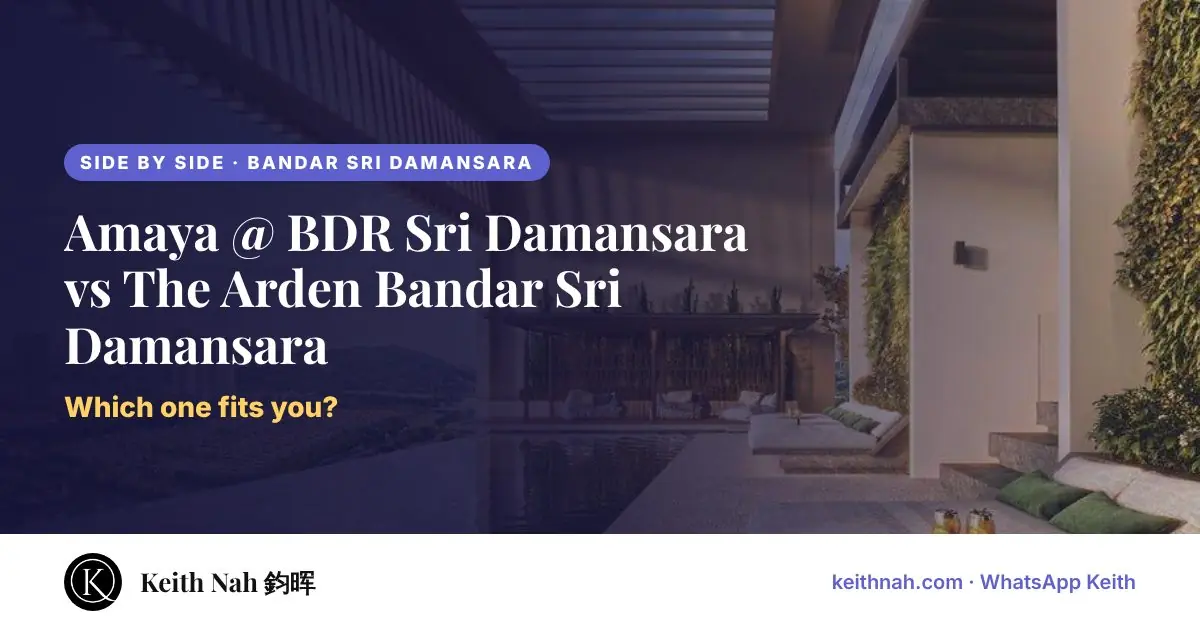 SIDE BY SIDE · BANDAR SRI DAMANSARA
Amaya @ BDR Sri Damansara
vs The Arden Bandar Sri
Damansara
Which one fits you?
K
Keith Nah 鈞晖
keithnah.com · WhatsApp Keith